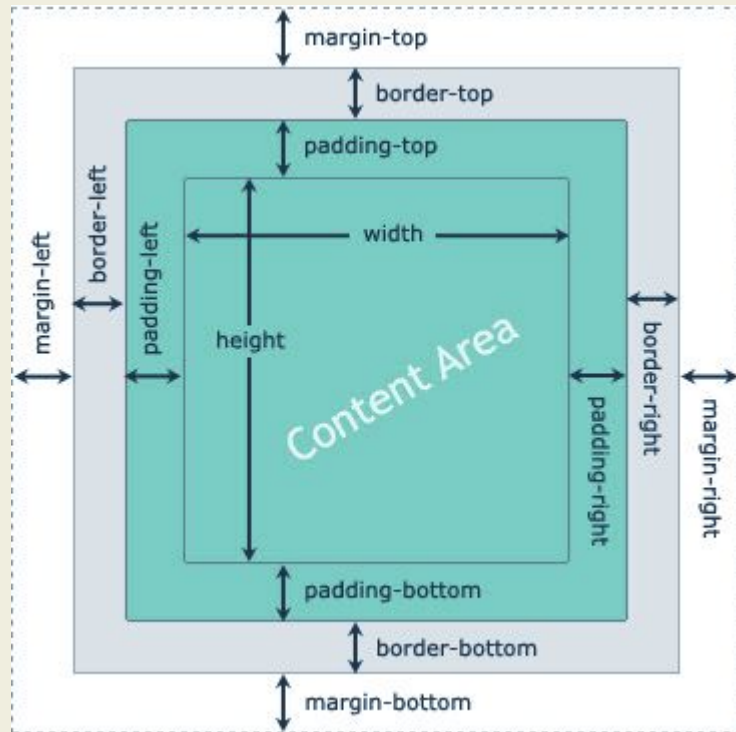 margin-top
border-top
padding-top
width
height
Content Area
margin-left
border-left
padding-left
padding-right
border-right
margin-right
padding-bottom
border-bottom
margin-bottom